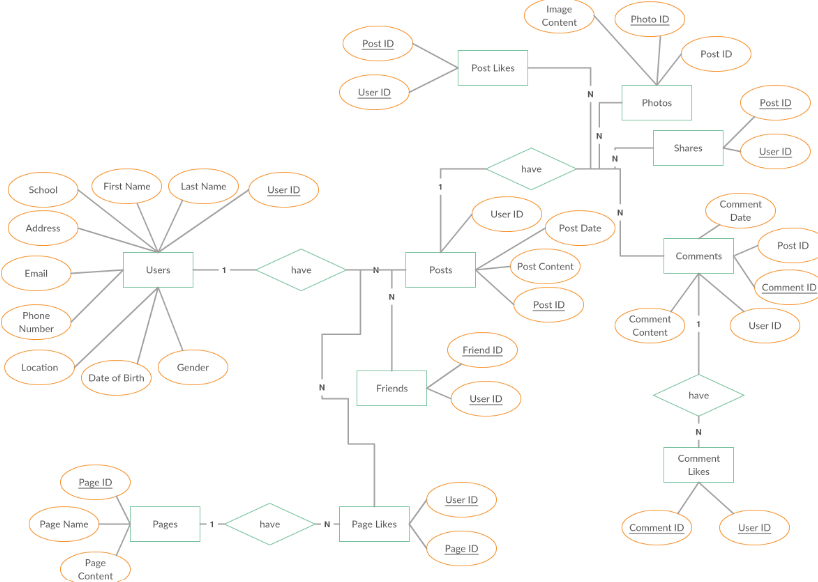 Image
Content
Photo ID
Post ID
Post ID
Post Likes
User ID
N
Photos
Post ID
N
Shares
User ID
N
have
1
School
First Name
Last Name
User ID
Address
Email
Phone
Number
Location
Date of Birth
Gender
Users
1
have
N
N
N
User ID
Post Date
Post Content
Post ID
Posts
N
Comment
Date
Post ID
Comments
Comment ID
Comment
Content
User ID
1
have
N
Comment
Likes
Comment ID
User ID
Friend ID
Friends
User ID
Page ID
Page Name
Page
Content
Pages
1
have
N
Page Likes
User ID
Page ID